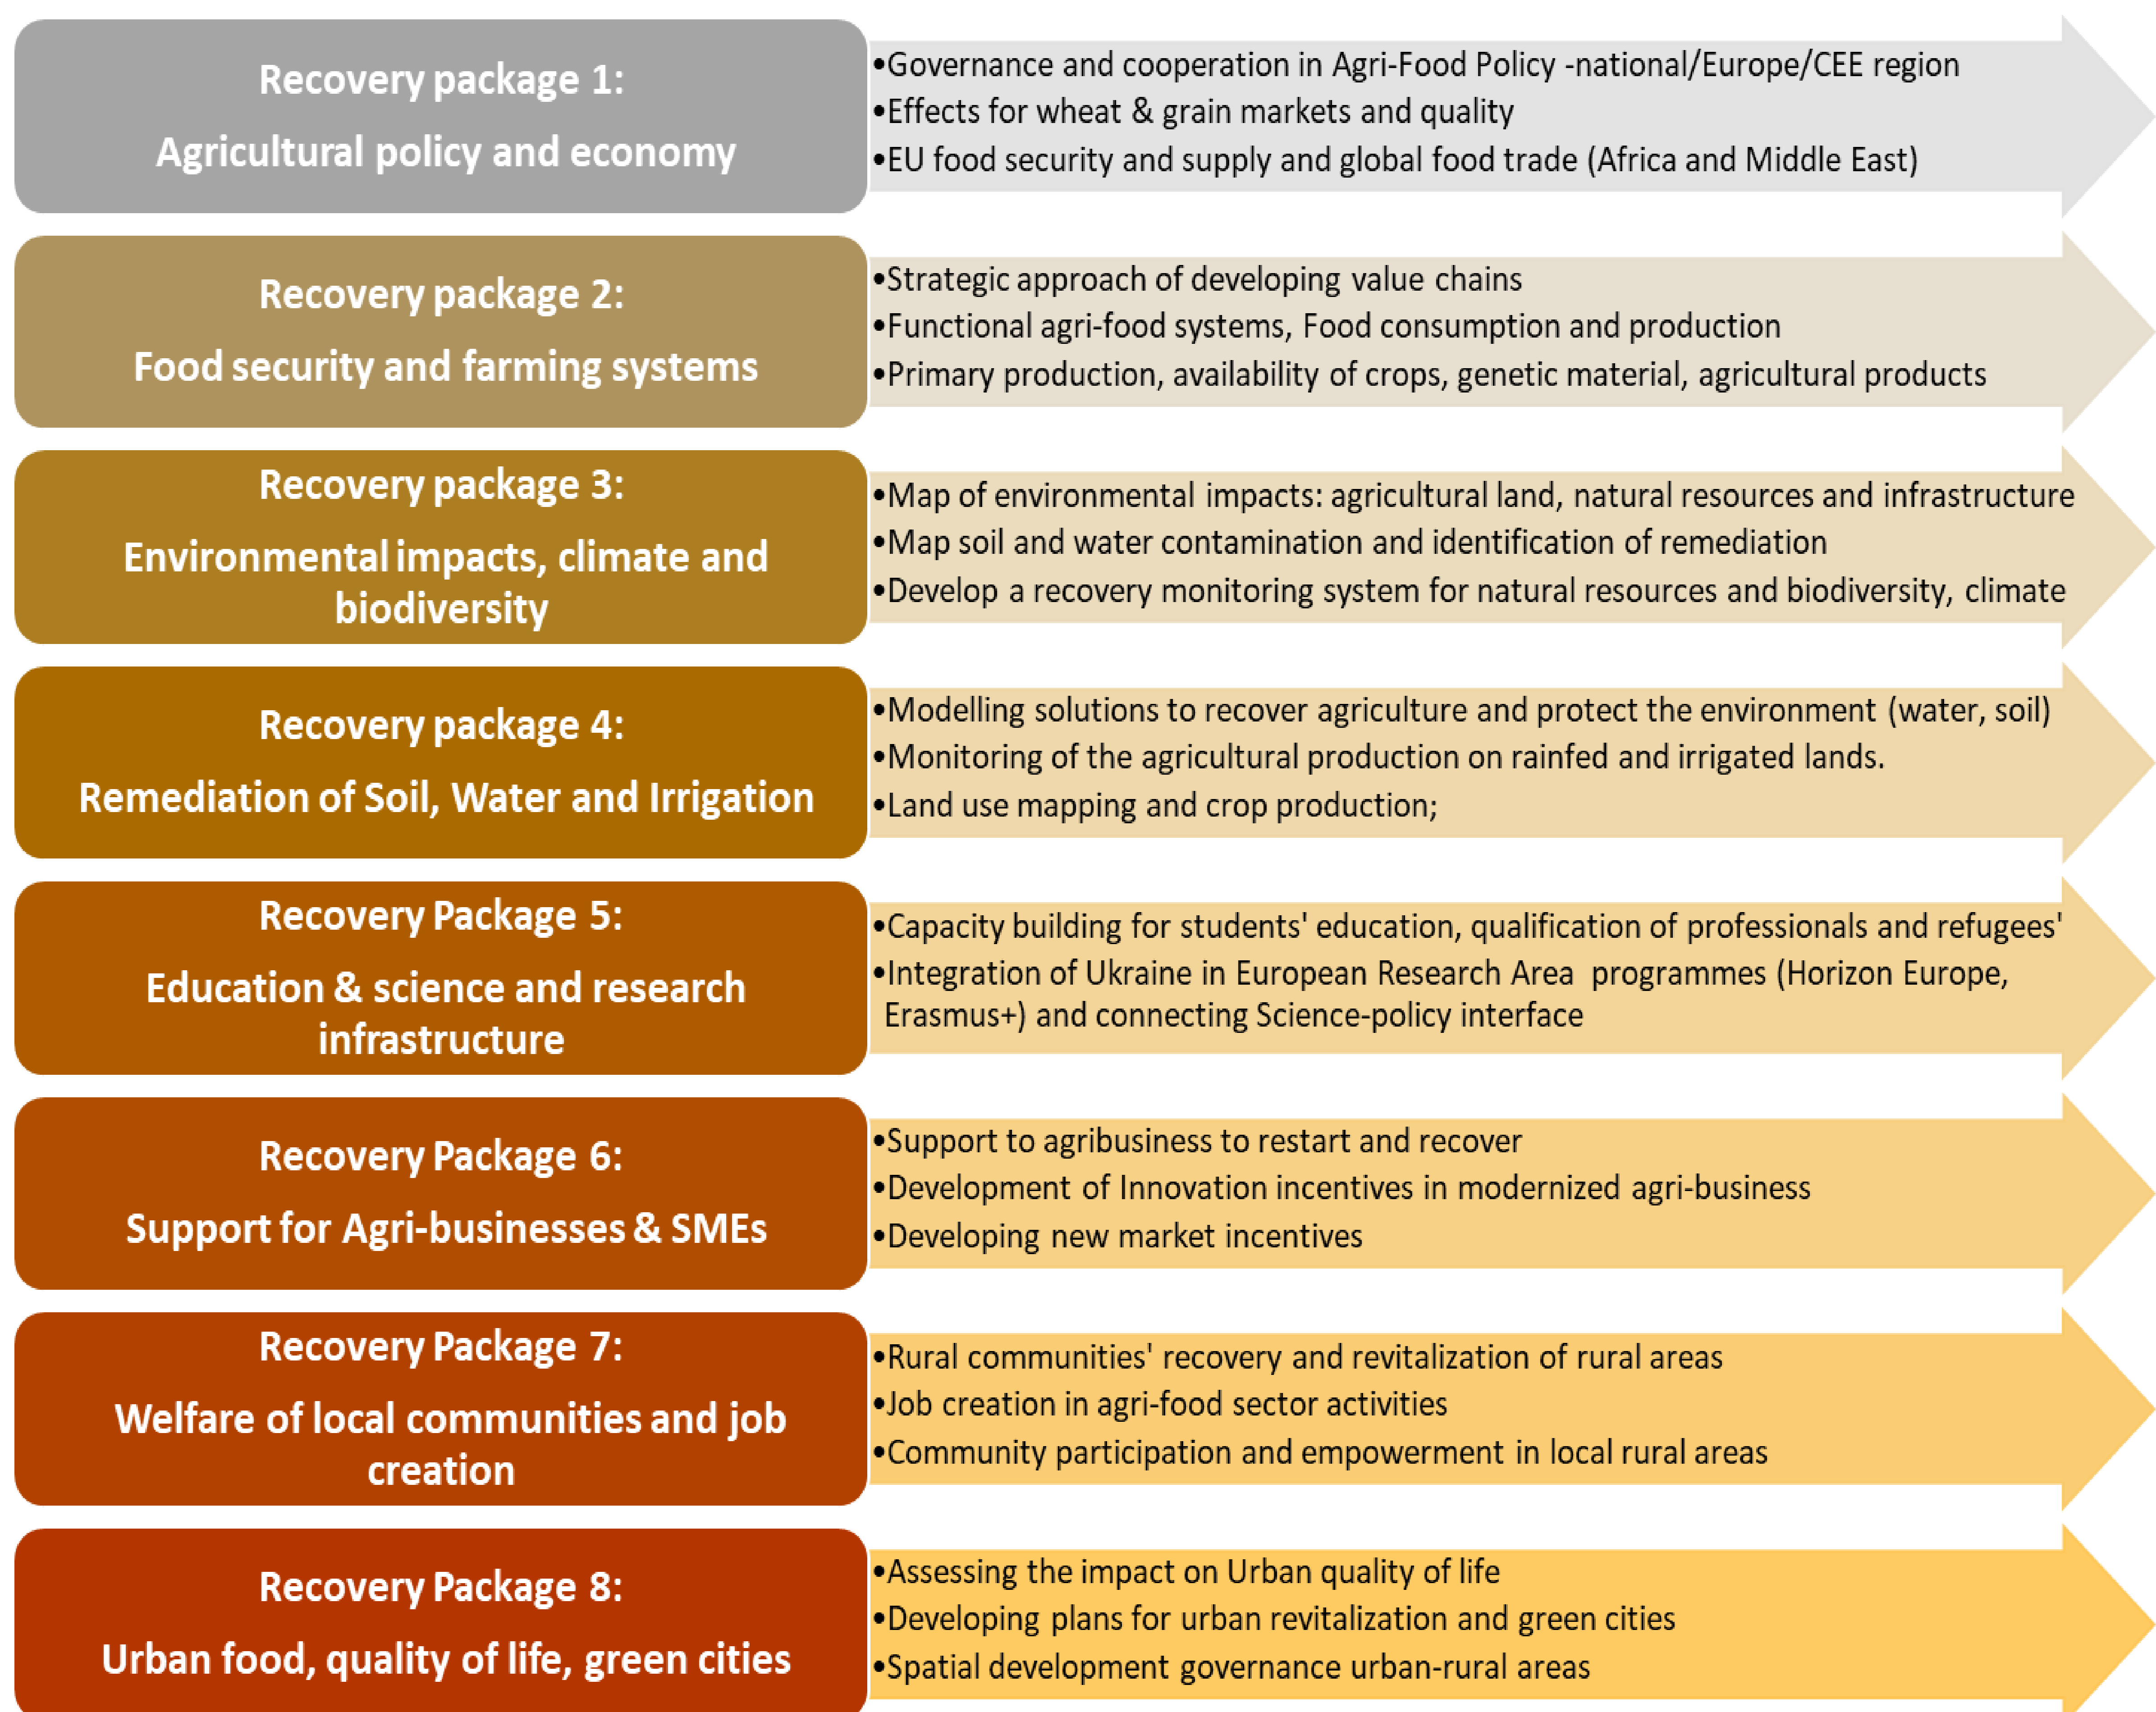 Recovery package 1:
Agricultural policy and economy
•Governance and cooperation in Agri-Food Policy -national/Europe/CEE region
•Effects for wheat & grain markets and quality
•EU food security and supply and global food trade (Africa and Middle East)
Recovery package 2:
Food security and farming systems
•Strategic approach of developing value chains
•Functional agri-food systems, Food consumption and production
•Primary production, availability of crops, genetic material, agricultural products
Recovery package 3:
Environmental impacts, climate and
biodiversity
•Map of environmental impacts: agricultural land, natural resources and infrastructure
•Map soil and water contamination and identification of remediation
•Develop a recovery monitoring system for natural resources and biodiversity, climate
Recovery package 4:
Remediation of Soil, Water and Irrigation
•Modelling solutions to recover agriculture and protect the environment (water, soil)
•Monitoring of the agricultural production on rainfed and irrigated lands.
•Land use mapping and crop production;
Recovery Package 5:
Education & science and research
infrastructure
•Capacity building for students' education, qualification of professionals and refugees'
•Integration of Ukraine in European Research Area programmes (Horizon Europe,
Erasmus+) and connecting Science-policy interface
Recovery Package 6:
Support for Agri-businesses & SMEs
•Support to agribusiness to restart and recover
•Development of Innovation incentives in modernized agri-business
•Developing new market incentives
Recovery Package 7:
Welfare of local communities and job
creation
•Rural communities' recovery and revitalization of rural areas
•Job creation in agri-food sector activities
•Community participation and empowerment in local rural areas
Recovery Package 8:
Urban food, quality of life, green cities
•Assessing the impact on Urban quality of life
•Developing plans for urban revitalization and green cities
•Spatial development governance urban-rural areas